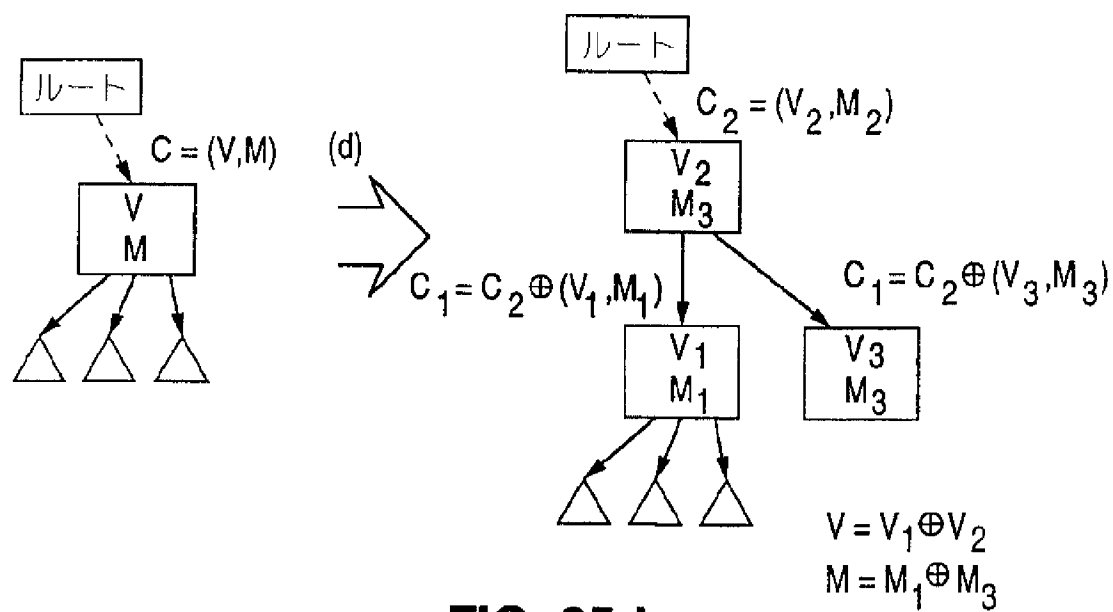 ルート
C = (V,M)
V
M
(d)
ルート
C₂ = (V₂,M₂)
V₂
M₃
C₁ = C₂ ⊕ (V₁,M₁)
C₁ = C₂ ⊕ (V₃,M₃)
V₁
M₁
V₃
M₃
V = V₁ ⊕ V₂
M = M₁ ⊕ M₃